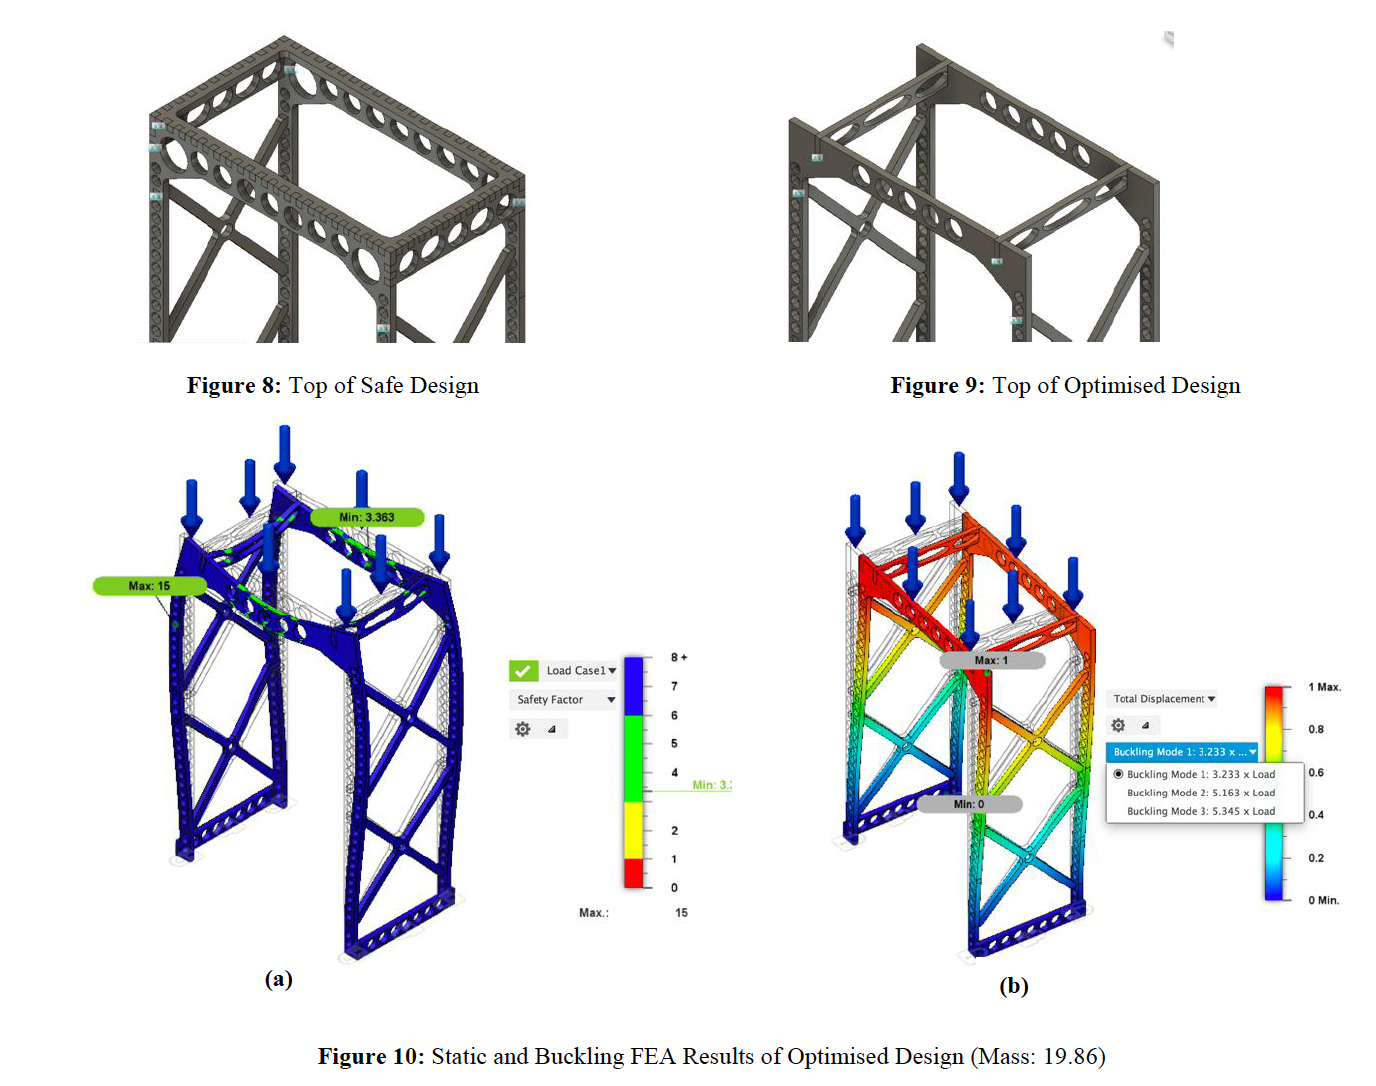 Figure 8: Top of Safe Design
Figure 9: Top of Optimised Design
Min: 3.363
Max: 15
Load Case1
Safety Factor
8 +
7
6
5
4
Min: 3.
2
1
0
Max.: 15
(a)
Max: 1
Min: 0
Total Displacement
Buckling Mode 1: 3.233 x ...
Buckling Mode 1: 3.233 x Load
Buckling Mode 2: 5.163 x Load
Buckling Mode 3: 5.345 x Load
1 Max.
0.8
0.6
0.4
0.2
0 Min.
(b)
Figure 10: Static and Buckling FEA Results of Optimised Design (Mass: 19.86)